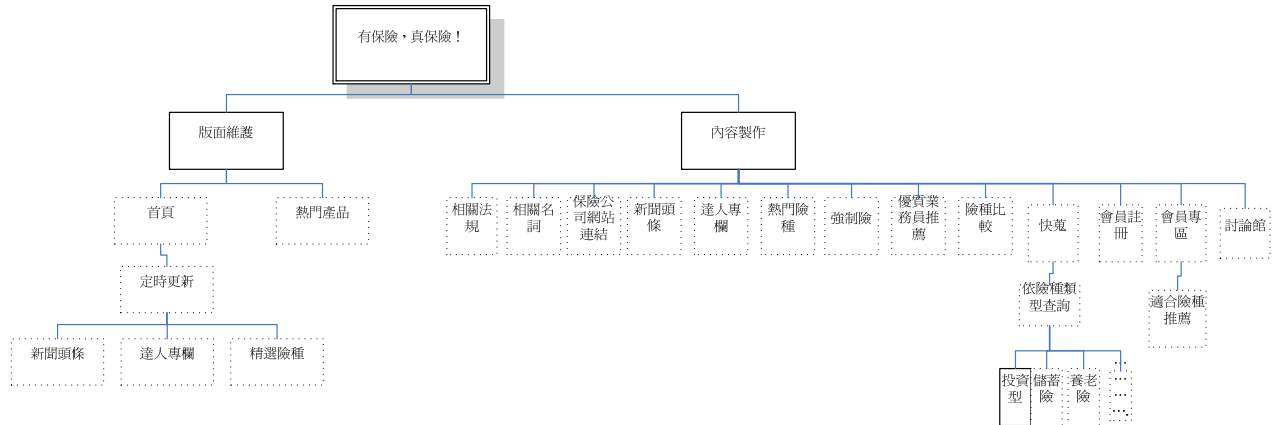 有保險，真保險！
版面維護
內容製作
首頁
熱門產品
相關法
規
相關名
詞
保險公
司網站
連結
新聞頭
條
達人專
欄
熱門險
種
強制險
優質業
務員推
薦
險種比
較
快蒐
會員註
冊
會員專
區
討論館
定時更新
依險種類
型查詢
適合險種
推薦
新聞頭條
達人專欄
精選險種
投資
型
儲蓄
險
養老
險
…
…
….